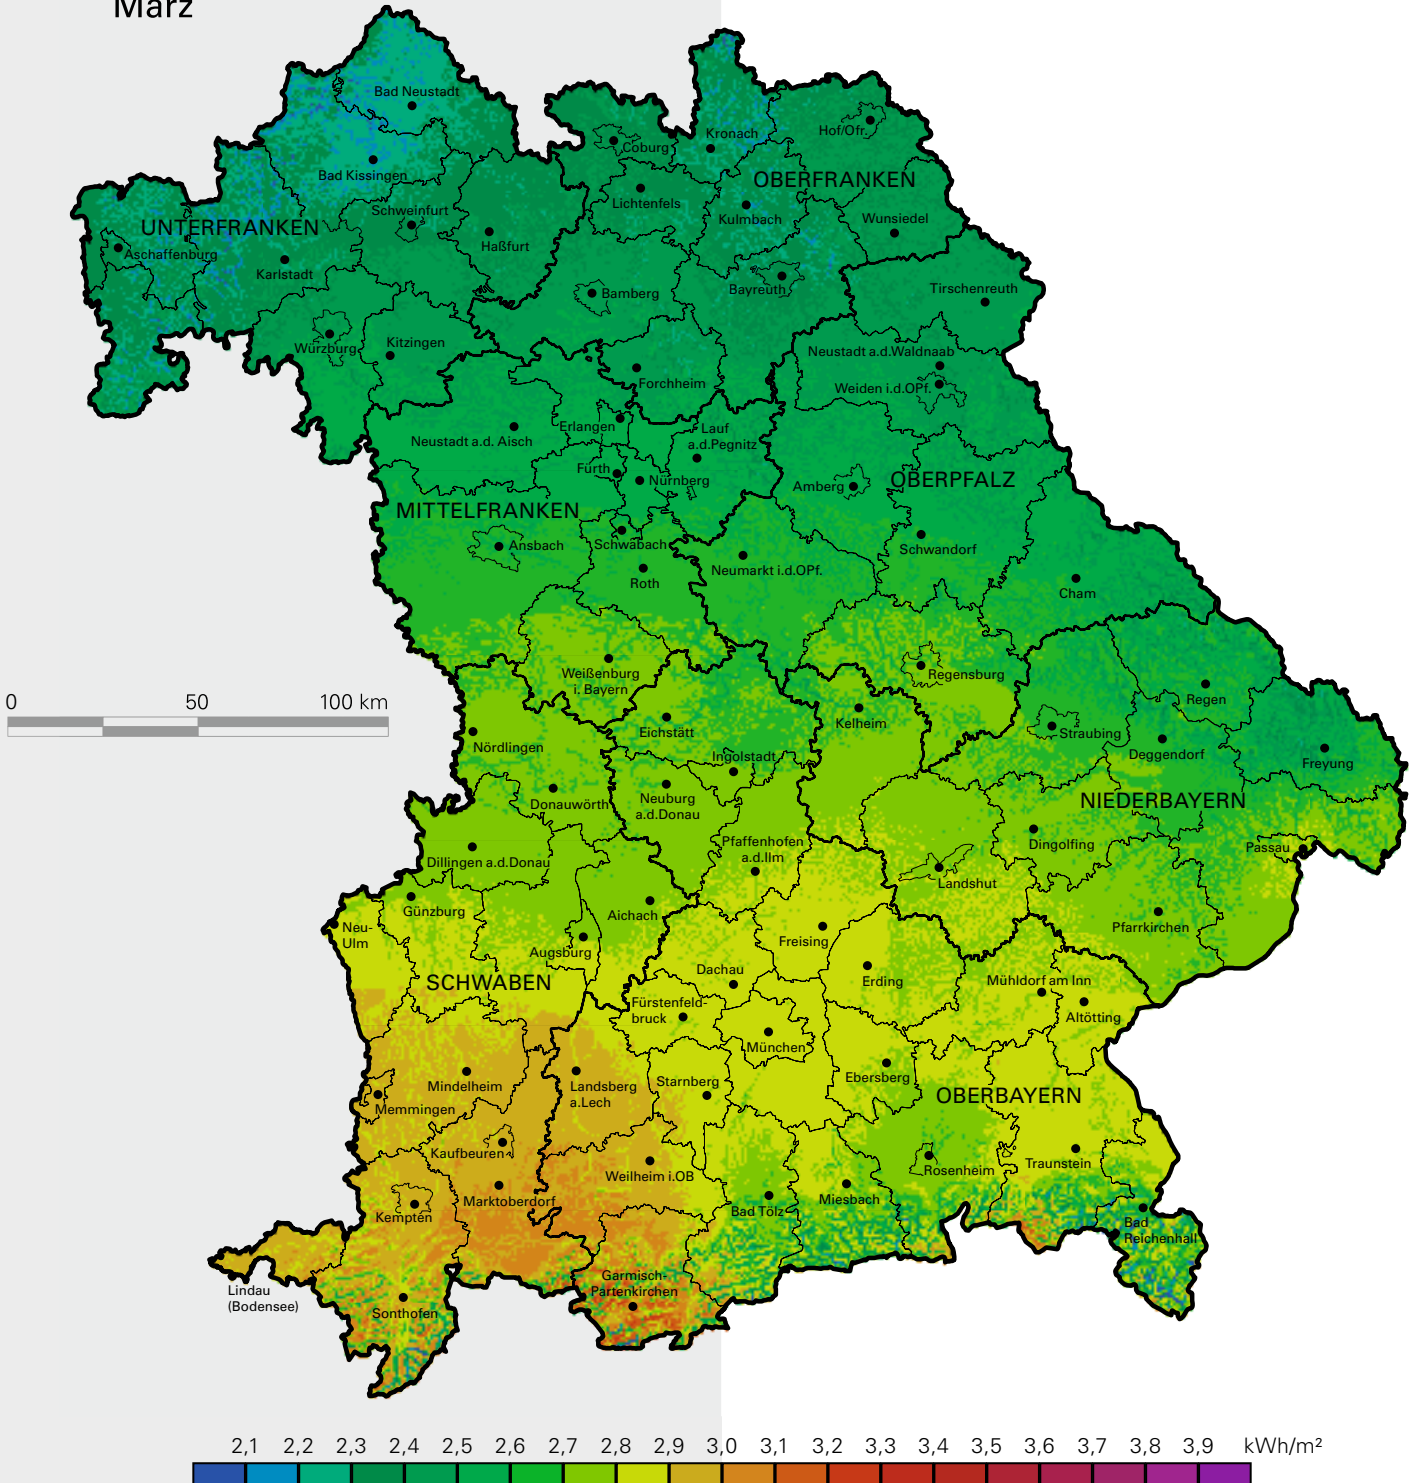 März
Bad Neustadt
Kronach
Hof/Ofr.
Coburg
Bad Kissingen
OBERFRANKEN
Lichtenfels
Schweinfurt
Kulmbach
Wunsiedel
UNTERFRANKEN
Haßfurt
Aschaffenburg
Karlstadt
Bayreuth
Tirschenreuth
Bamberg
Würzburg
Kitzingen
Neustadt a.d.Waldnaab
Forchheim
Weiden i.d.OPf.
Erlangen
Lauf
a.d.Pegnitz
Neustadt a.d. Aisch
Fürth
Nürnberg
Amberg
OBERPFALZ
MITTELFRANKEN
Ansbach
Schwabach
Schwandorf
Neumarkt i.d.OPf.
Roth
Cham
Weißenburg
i. Bayern
Regensburg
0 50 100 km
Regen
Kelheim
Eichstätt
Straubing
Nördlingen
Ingolstadt
Deggendorf
Freyung
Donauwörth
Neuburg
a.d.Donau
NIEDERBAYERN
Pfaffenhofen
a.d.Ilm
Dingolfing
Passau
Dillingen a.d.Donau
Landshut
Günzburg
Aichach
Pfarrkirchen
Neu-
Ulm
Freising
Augsburg
Dachau
Erding
Mühldorf am Inn
SCHWABEN
Fürstenfeld-
bruck
Altötting
München
Ebersberg
Mindelheim
Landsberg
a.Lech
Starnberg
OBERBAYERN
Memmingen
Kaufbeuren
Traunstein
Rosenheim
Weilheim i.OB
Marktoberdorf
Miesbach
Bad Tölz
Kempten
Bad
Reichenhall
Garmisch-
Partenkirchen
Lindau
(Bodensee)
Sonthofen
2,1 2,2 2,3 2,4 2,5 2,6 2,7 2,8 2,9 3,0 3,1 3,2 3,3 3,4 3,5 3,6 3,7 3,8 3,9 kWh/m²